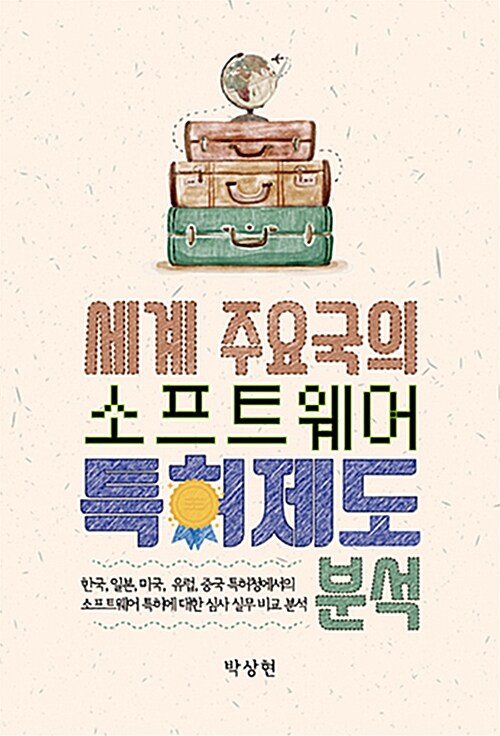 세계 주요국의
소프트웨어
특허제도
분석
한국, 일본, 미국, 유럽, 중국 특허청에서의
소프트웨어 특허에 대한 심사 실무 비교 분석
박상현